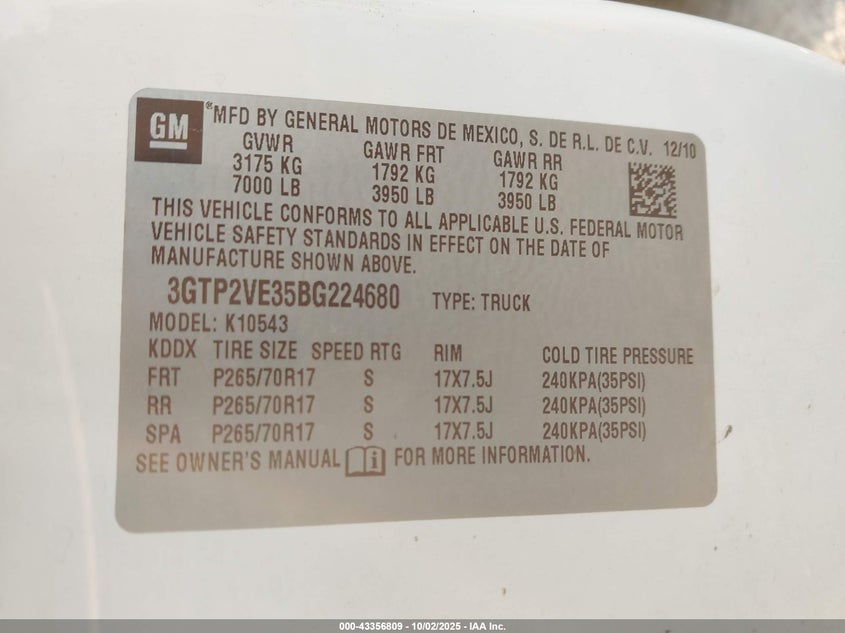 GM ® MFD BY GENERAL MOTORS DE MEXICO, S. DE R.L. DE C.V. 12/10
GVWR GAWR FRT GAWR RR
3175 KG 1792 KG 1792 KG
7000 LB 3950 LB 3950 LB
THIS VEHICLE CONFORMS TO ALL APPLICABLE U.S. FEDERAL MOTOR
VEHICLE SAFETY STANDARDS IN EFFECT ON THE DATE OF
MANUFACTURE SHOWN ABOVE.
3GTP2VE35BG224680 TYPE: TRUCK
MODEL: K10543
KDDX TIRE SIZE SPEED RTG RIM COLD TIRE PRESSURE
FRT P265/70R17 S 17X7.5J 240KPA(35PSI)
RR P265/70R17 S 17X7.5J 240KPA(35PSI)
SPA P265/70R17 S 17X7.5J 240KPA(35PSI)
SEE OWNER'S MANUAL i FOR MORE INFORMATION.
000-43356809 - 10/02/2025 - IAA Inc.